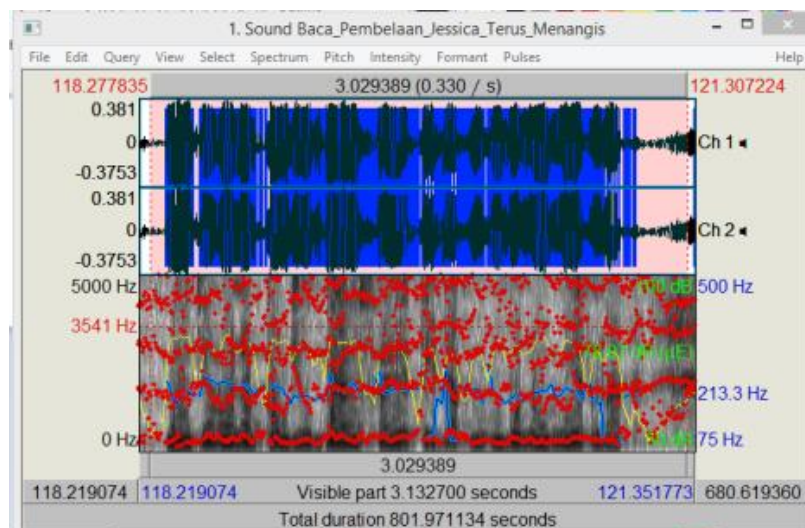 1. Sound Baca_Pembelaan_Jessica_Terus_Menangis
File Edit Query View Select Spectrum Pitch Intensity Formant Pulses Help
118.277835 3.029389 (0.330 / s) 121.307224
0.381
0 Ch 1
-0.3753
0.381
0 Ch 2
-0.3753
5000 Hz 500 Hz
3541 Hz
213.3 Hz
0 Hz 75 Hz
3.029389
118.219074 118.219074 Visible part 3.132700 seconds 121.351773 680.619360
Total duration 801.971134 seconds